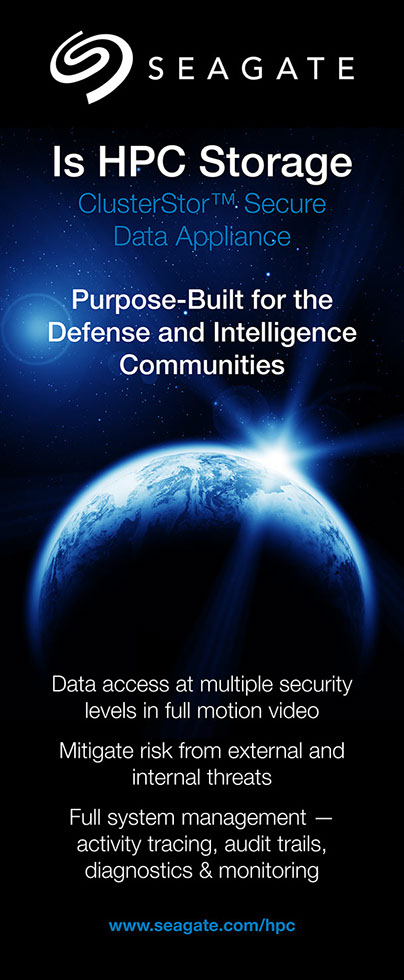 SEAGATE
Is HPC Storage
ClusterStor™ Secure
Data Appliance
Purpose-Built for the
Defense and Intelligence
Communities
Data access at multiple security
levels in full motion video
Mitigate risk from external and
internal threats
Full system management —
activity tracing, audit trails,
diagnostics & monitoring
www.seagate.com/hpc